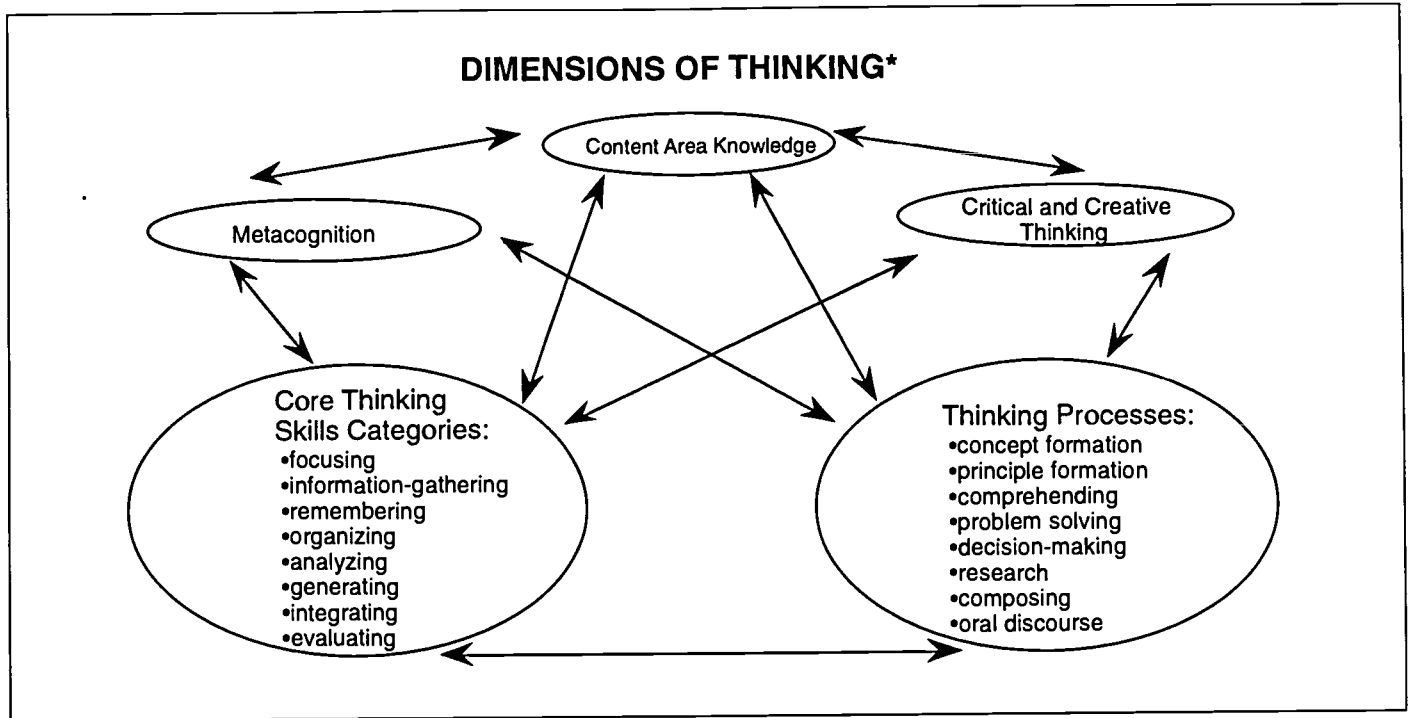 DIMENSIONS OF THINKING*
Content Area Knowledge
Metacognition
Critical and Creative
Thinking
Core Thinking
Skills Categories:
•focusing
•information-gathering
•remembering
•organizing
•analyzing
•generating
•integrating
•evaluating
Thinking Processes:
•concept formation
•principle formation
•comprehending
•problem solving
•decision-making
•research
•composing
•oral discourse